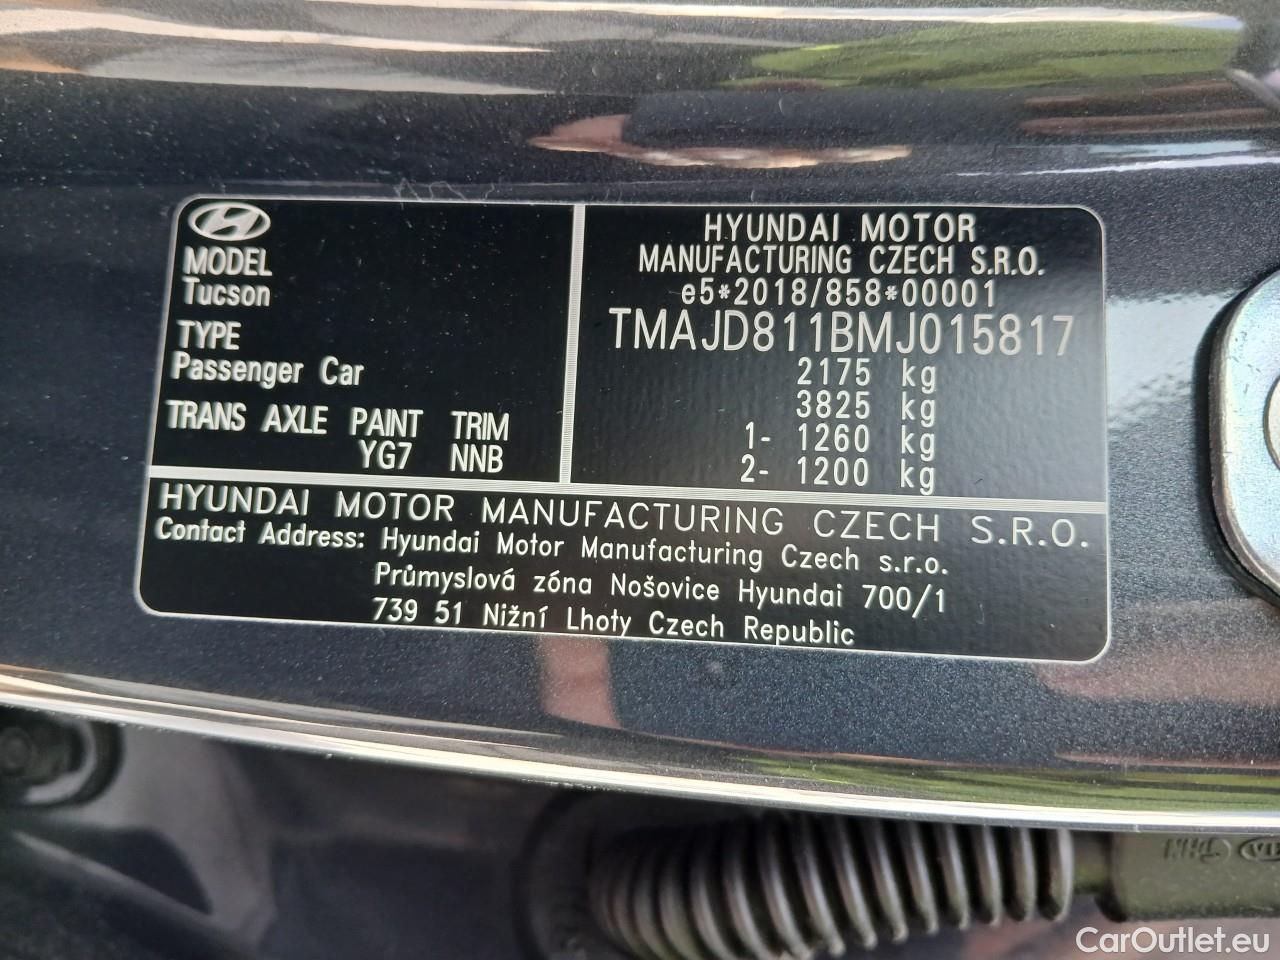 MODEL
Tucson
TYPE
Passenger Car
TRANS AXLE PAINT TRIM
YG7 NNB
HYUNDAI MOTOR
MANUFACTURING CZECH S.R.O.
e5*2018/858*00001
TMAJD811BMJ015817
2175 kg
3825 kg
1- 1260 kg
2- 1200 kg
HYUNDAI MOTOR MANUFACTURING CZECH S.R.O.
Contact Address: Hyundai Motor Manufacturing Czech s.r.o.
Průmyslová zóna Nošovice Hyundai 700/1
739 51 Nižní Lhoty Czech Republic
CarOutlet.eu